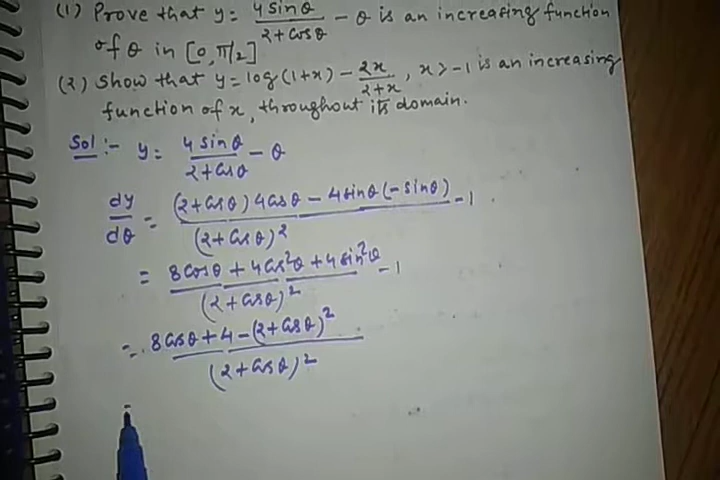 (1) Prove that y = 4 sinθ / 2 + cosθ - θ is an increasing function
of θ in [0, π/2]
(2) Show that y = log(1+x) - 2x / 2+x , x > -1 is an increasing
function of x, throughout its domain.
Sol :- y = 4 sinθ / 2 + cosθ - θ
dy / dθ = (2 + cosθ) 4cosθ - 4sinθ (-sinθ) / (2 + cosθ)² - 1
= 8cosθ + 4cos²θ + 4sin²θ / (2 + cosθ)² - 1
= 8cosθ + 4 - (2 + cosθ)² / (2 + cosθ)²